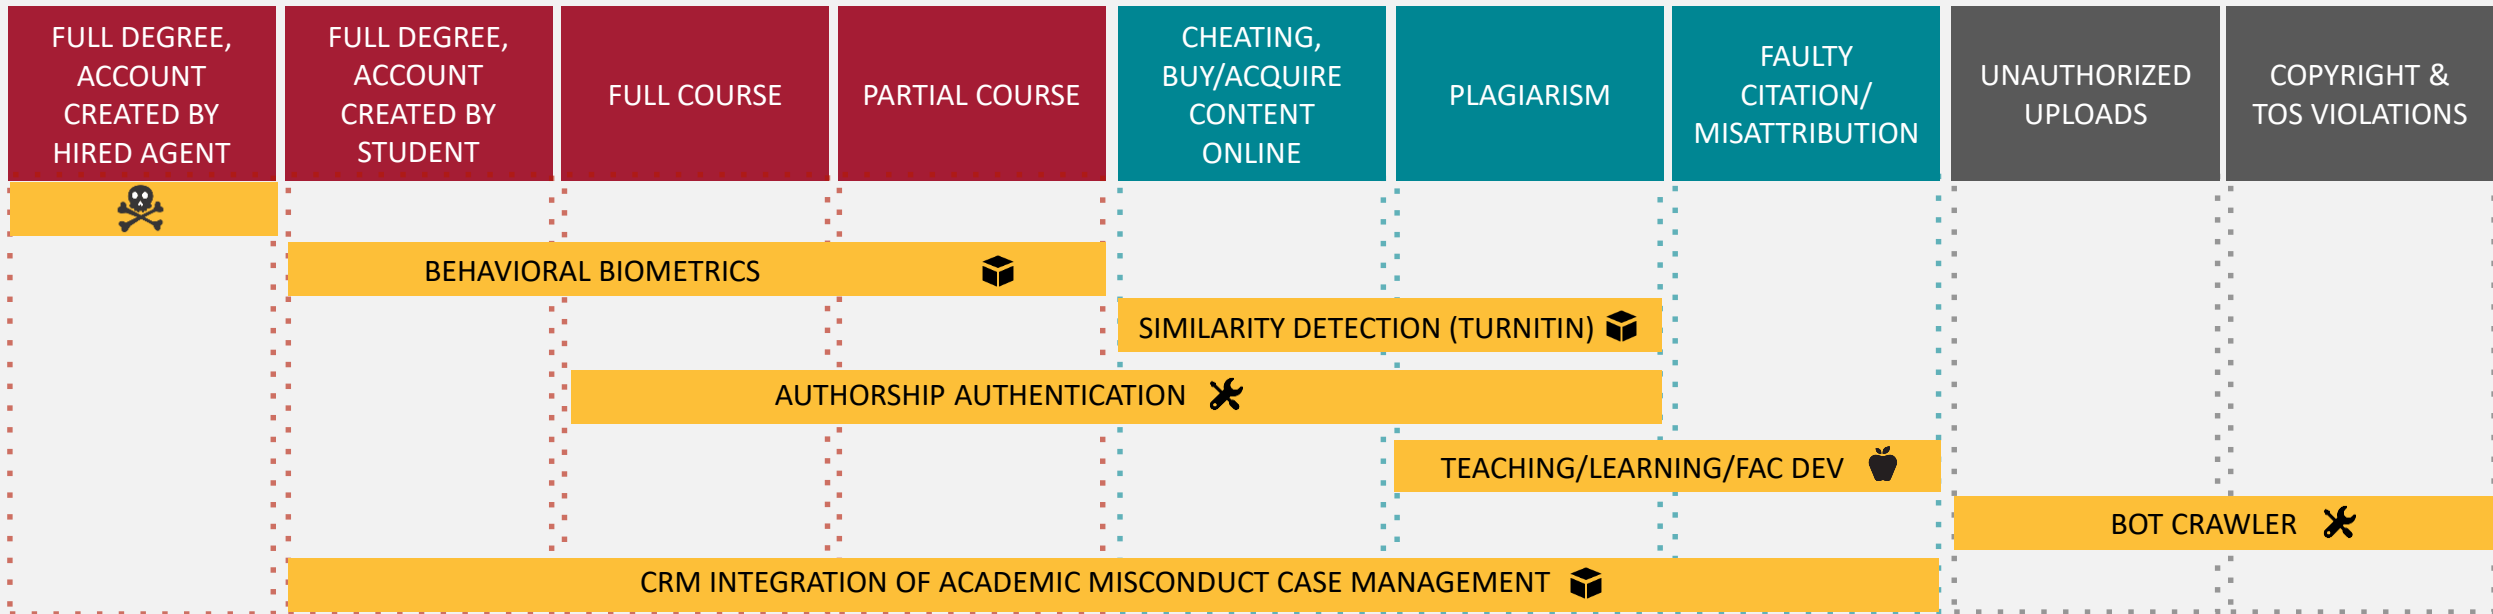 FULL DEGREE,
ACCOUNT
CREATED BY
HIRED AGENT
FULL DEGREE,
ACCOUNT
CREATED BY
STUDENT
FULL COURSE
PARTIAL COURSE
CHEATING,
BUY/ACQUIRE
CONTENT
ONLINE
PLAGIARISM
FAULTY
CITATION/
MISATTRIBUTION
UNAUTHORIZED
UPLOADS
COPYRIGHT &
TOS VIOLATIONS
BEHAVIORAL BIOMETRICS
SIMILARITY DETECTION (TURNITIN)
AUTHORSHIP AUTHENTICATION
TEACHING/LEARNING/FAC DEV
BOT CRAWLER
CRM INTEGRATION OF ACADEMIC MISCONDUCT CASE MANAGEMENT